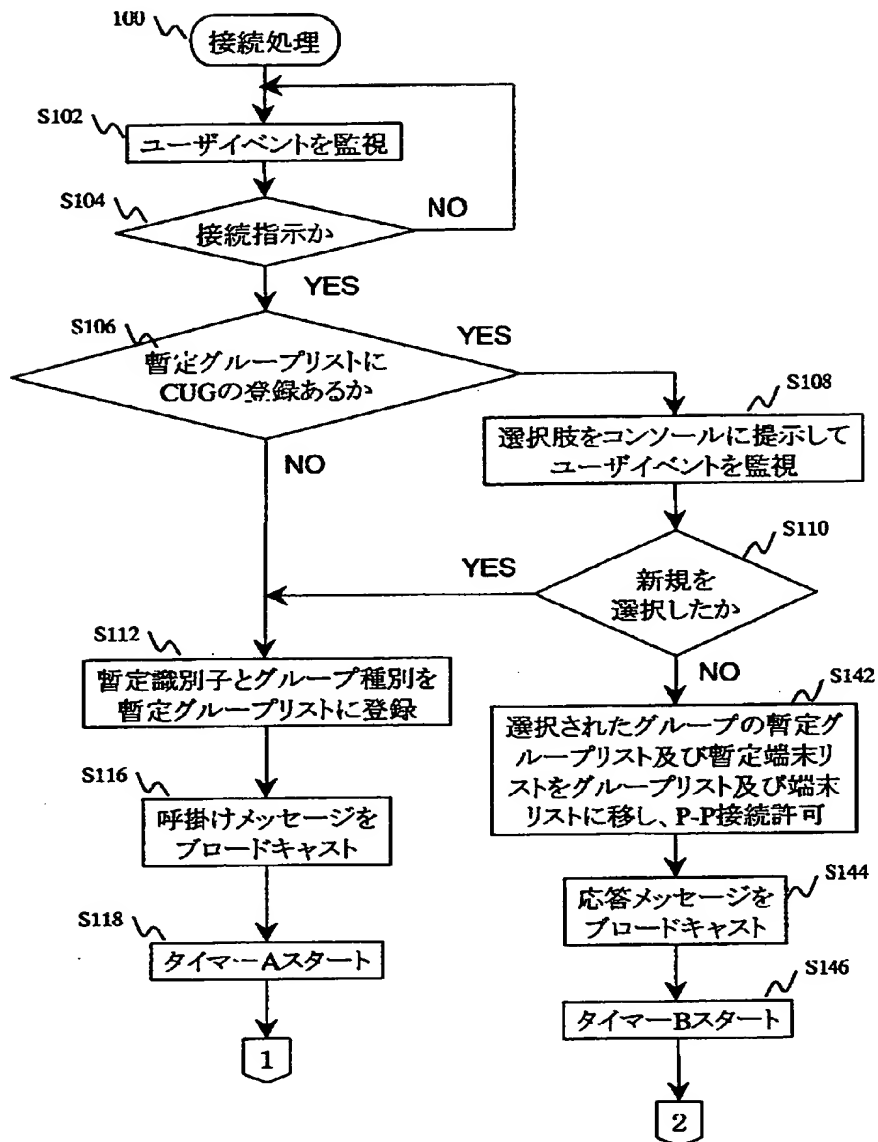 100
接続処理
S102
ユーザイベントを監視
S104
接続指示か
NO
YES
S106
暫定グループリストに
CUGの登録あるか
YES
NO
S108
選択肢をコンソールに提示して
ユーザイベントを監視
S110
新規を
選択したか
YES
NO
S112
暫定識別子とグループ種別を
暫定グループリストに登録
S142
選択されたグループの暫定グ
ループリスト及び暫定端末リ
ストをグループリスト及び端末
リストに移し、P-P接続許可
S116
呼掛けメッセージを
ブロードキャスト
S144
応答メッセージを
ブロードキャスト
S118
タイマーAスタート
S146
タイマーBスタート
1
2